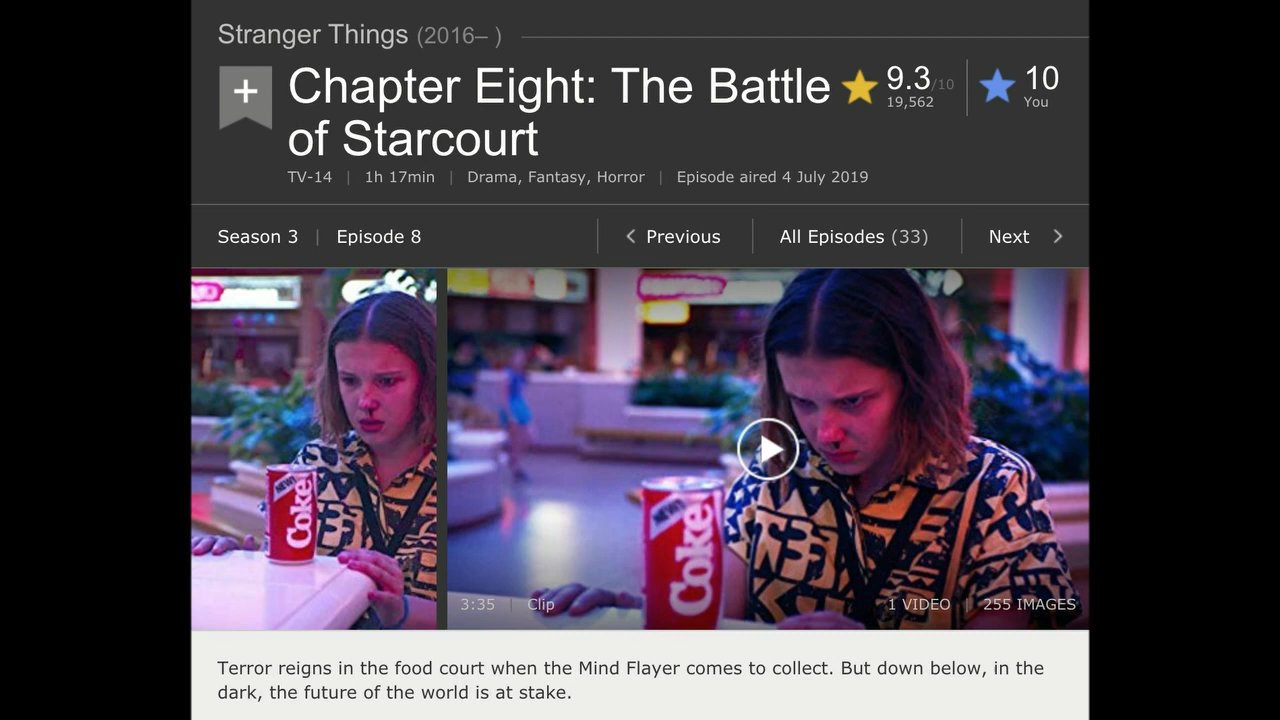 Stranger Things (2016– )
+ Chapter Eight: The Battle of Starcourt
9.3/10
19,562
10
You
TV-14 | 1h 17min | Drama, Fantasy, Horror | Episode aired 4 July 2019
Season 3 | Episode 8
Previous
All Episodes (33)
Next
NEW!
Coke
NEW!
Coke
3:35 | Clip
1 VIDEO | 255 IMAGES
Terror reigns in the food court when the Mind Flayer comes to collect. But down below, in the
dark, the future of the world is at stake.